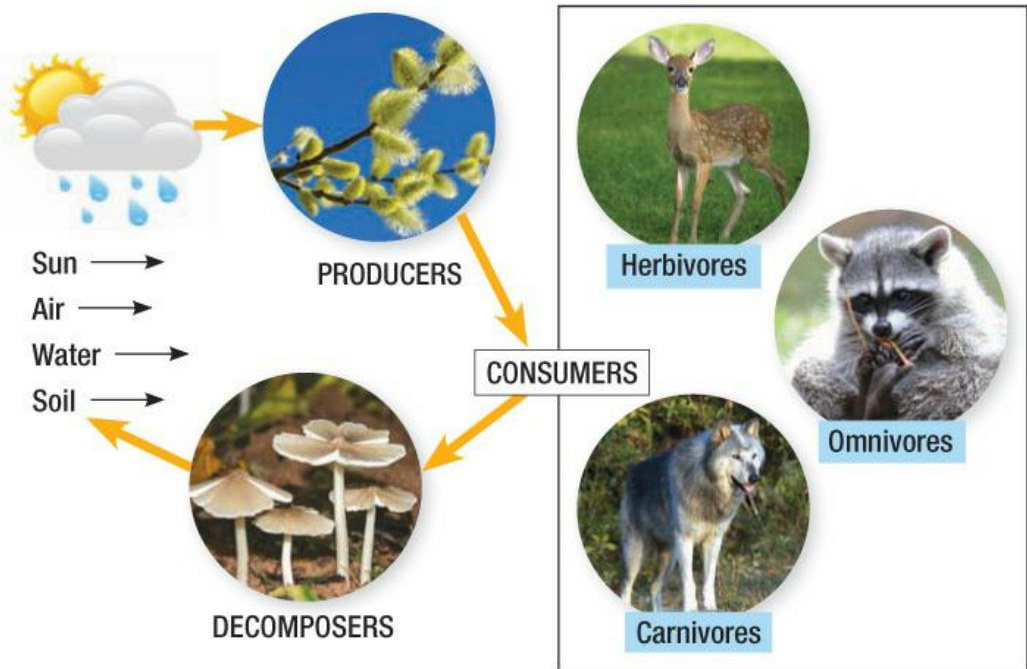 Sun
Air
Water
Soil
PRODUCERS
CONSUMERS
DECOMPOSERS
Herbivores
Omnivores
Carnivores